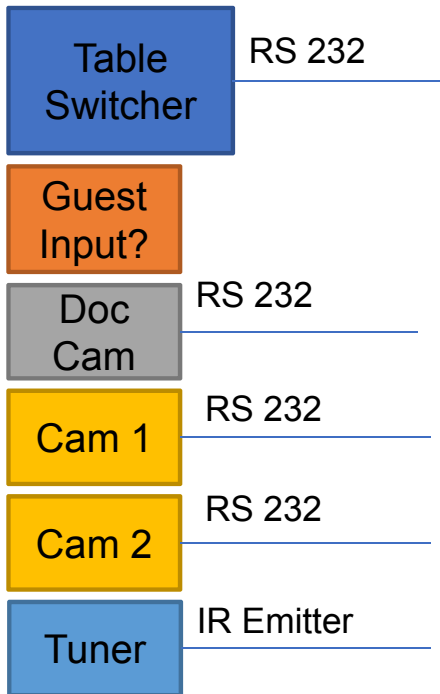 Table
Switcher
RS 232
Guest
Input?
Doc
Cam
RS 232
Cam 1
RS 232
Cam 2
RS 232
Tuner
IR Emitter